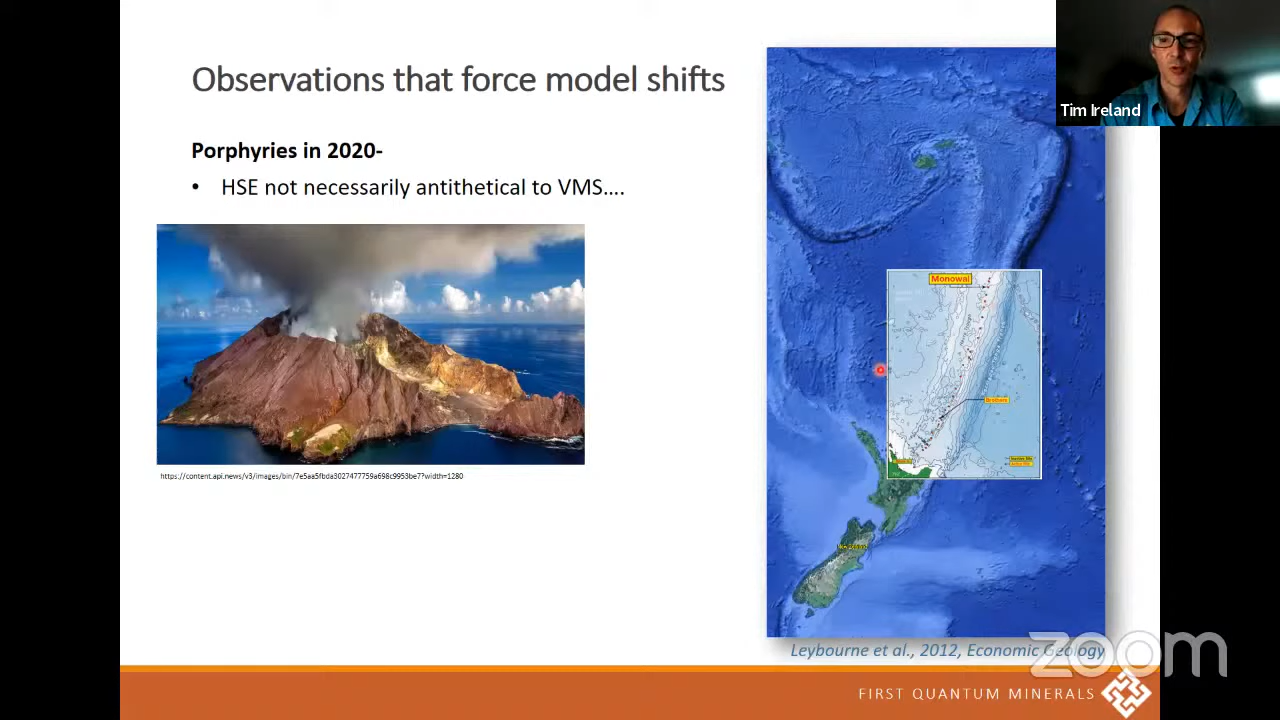 Observations that force model shifts
Tim Ireland
Porphyries in 2020-
• HSE not necessarily antithetical to VMS....
Monowai
Brothers
https://content.api.news/v3/images/bin/7e5aa5fbda3027477759a698c9953be7?width=1280
Leybourne et al., 2012, Economic Geology
zoom
FIRST QUANTUM MINERALS